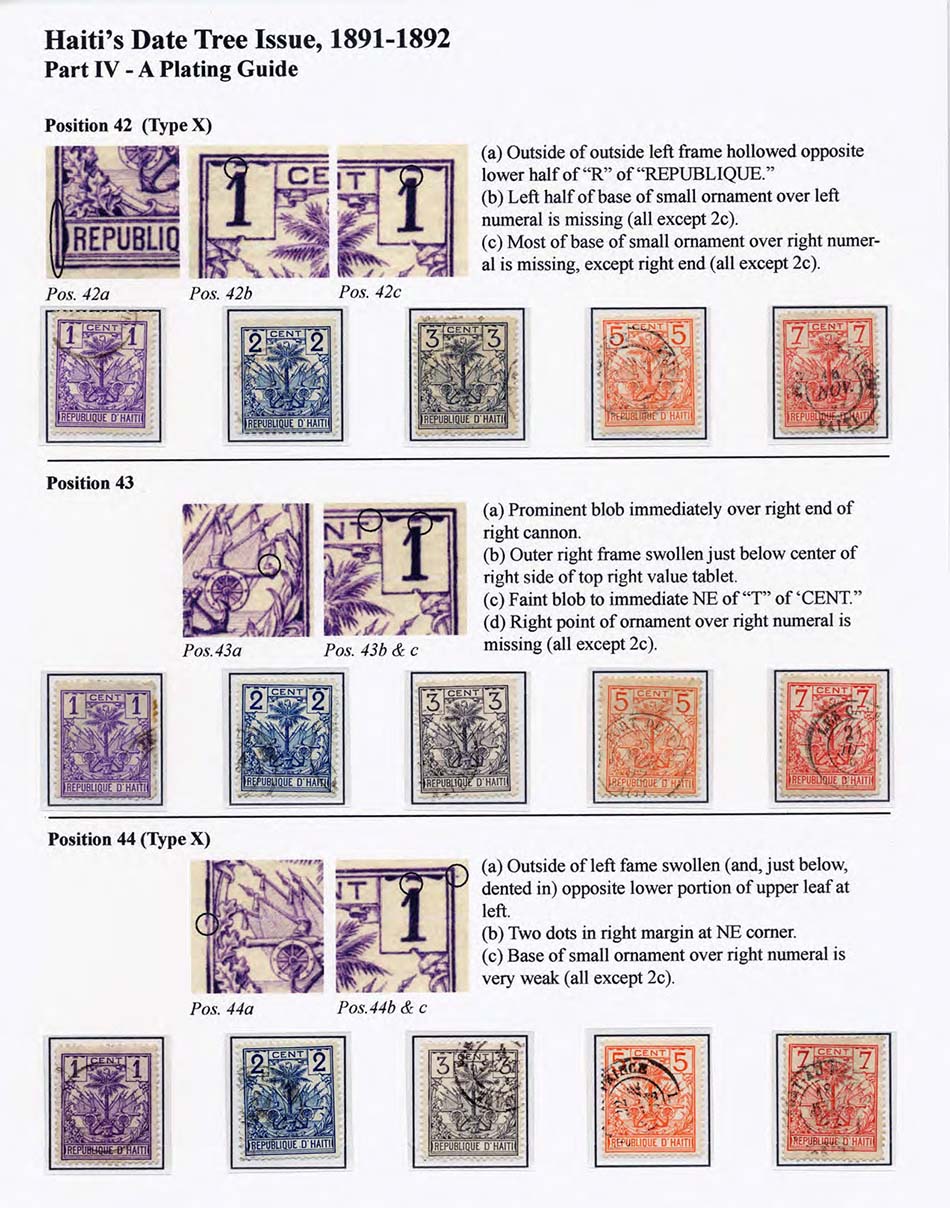 Haiti's Date Tree Issue, 1891-1892
Part IV - A Plating Guide
Position 42 (Type X)
REPUBLIQ
1
CENT
ENT
1
(a) Outside of outside left frame hollowed opposite
lower half of "R" of "REPUBLIQUE."
(b) Left half of base of small ornament over left
numeral is missing (all except 2c).
(c) Most of base of small ornament over right numer-
al is missing, except right end (all except 2c).
Pos. 42a
Pos. 42b
Pos. 42c
1 CENT 1
REPUBLIQUE D'HAITI
2 CENT 2
REPUBLIQUE D'HAITI
3 CENT 3
REPUBLIQUE D'HAITI
5 CENT 5
REPUBLIQUE D'HAITI
7 CENT 7
NOV.
HAITI
REPUBLIQUE D'HAITI
Position 43
NT
1
(a) Prominent blob immediately over right end of
right cannon.
(b) Outer right frame swollen just below center of
right side of top right value tablet.
(c) Faint blob to immediate NE of "T" of 'CENT."
(d) Right point of ornament over right numeral is
missing (all except 2c).
Pos.43a
Pos. 43b & c
1 CENT 1
REPUBLIQUE D'HAITI
2 CENT 2
REPUBLIQUE D'HAITI
3 CENT 3
REPUBLIQUE D'HAITI
5 CENT 5
REPUBLIQUE D'HAITI
7 CENT 7
21
REPUBLIQUE D'HAITI
Position 44 (Type X)
NT
1
(a) Outside of left fame swollen (and, just below,
dented in) opposite lower portion of upper leaf at
left.
(b) Two dots in right margin at NE corner.
(c) Base of small ornament over right numeral is
very weak (all except 2c).
Pos. 44a
Pos.44b & c
1 CENT 1
REPUBLIQUE D'HAITI
2 CENT 2
REPUBLIQUE D'HAITI
3 CENT 3
REPUBLIQUE D'HAITI
5 CENT 5
REPUBLIQUE D'HAITI
7 CENT 7
REPUBLIQUE D'HAITI